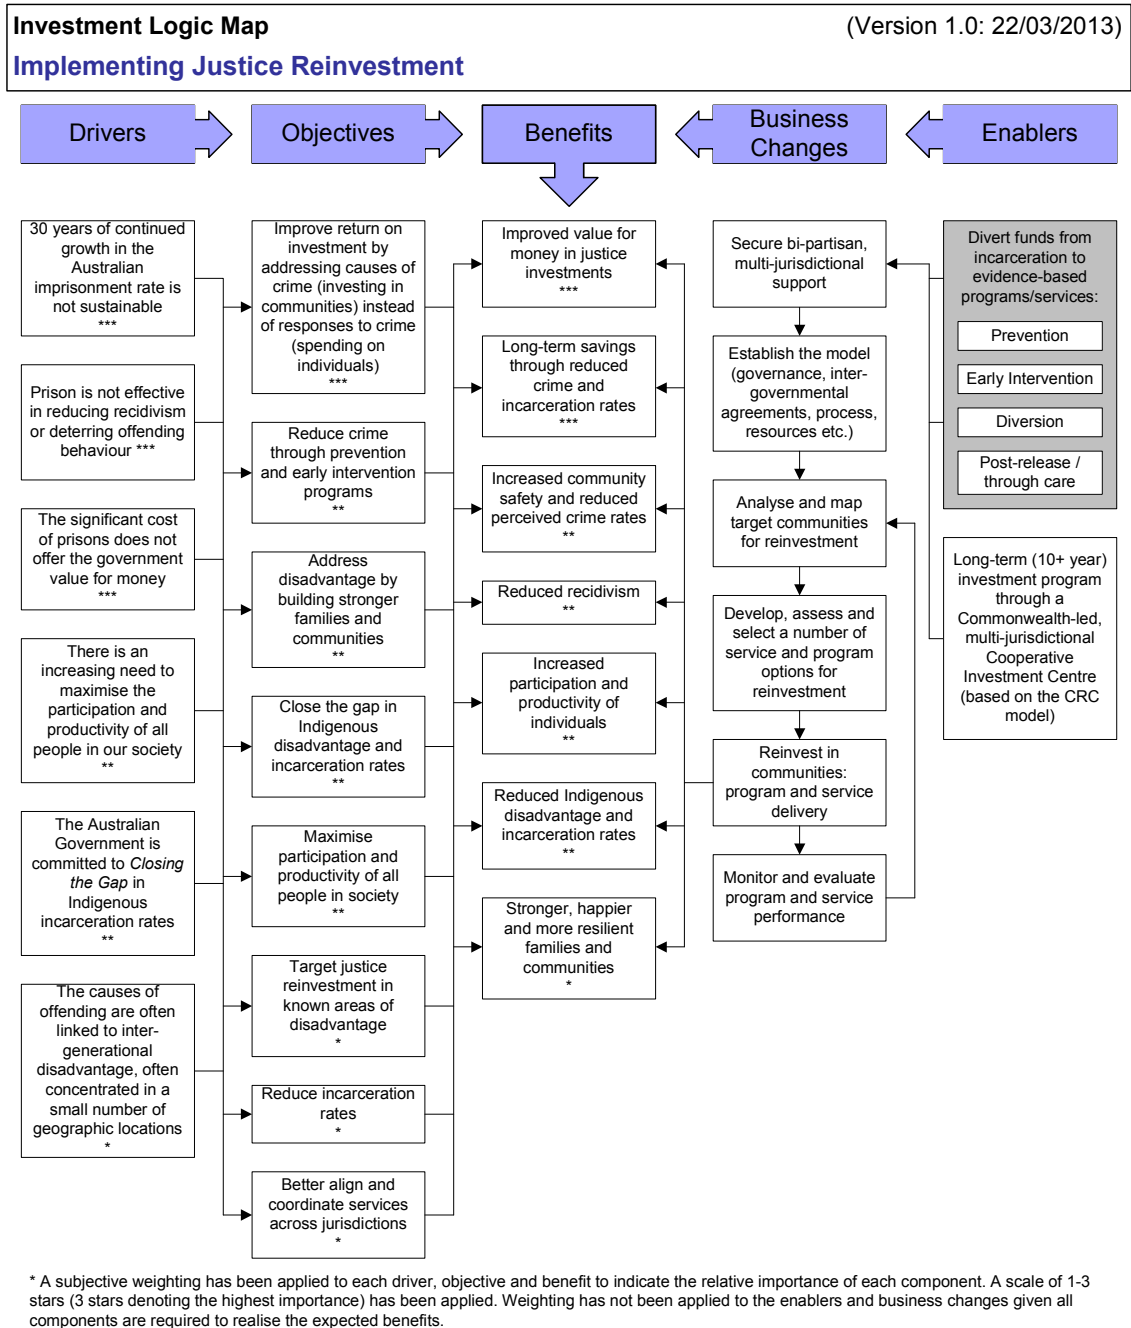 Investment Logic Map
(Version 1.0: 22/03/2013)
Implementing Justice Reinvestment
Drivers
Objectives
Benefits
Business
Changes
Enablers
30 years of continued
growth in the
Australian
imprisonment rate is
not sustainable
***
Prison is not effective
in reducing recidivism
or deterring offending
behaviour ***
The significant cost
of prisons does not
offer the government
value for money
***
There is an
increasing need to
maximise the
participation and
productivity of all
people in our society
**
The Australian
Government is
committed to Closing
the Gap in
Indigenous
incarceration rates
**
The causes of
offending are often
linked to inter-
generational
disadvantage, often
concentrated in a
small number of
geographic locations
*
Improve return on
investment by
addressing causes of
crime (investing in
communities) instead
of responses to crime
(spending on
individuals)
***
Reduce crime
through prevention
and early intervention
programs
**
Address
disadvantage by
building stronger
families and
communities
**
Close the gap in
Indigenous
disadvantage and
incarceration rates
**
Maximise
participation and
productivity of all
people in society
**
Target justice
reinvestment in
known areas of
disadvantage
*
Reduce incarceration
rates
*
Better align and
coordinate services
across jurisdictions
*
Improved value for
money in justice
investments
***
Long-term savings
through reduced
crime and
incarceration rates
***
Increased community
safety and reduced
perceived crime rates
**
Reduced recidivism
**
Increased
participation and
productivity of
individuals
**
Reduced Indigenous
disadvantage and
incarceration rates
**
Stronger, happier
and more resilient
families and
communities
*
Secure bi-partisan,
multi-jurisdictional
support
Establish the model
(governance, inter-
governmental
agreements, process,
resources etc.)
Analyse and map
target communities
for reinvestment
Develop, assess and
select a number of
service and program
options for
reinvestment
Reinvest in
communities:
program and service
delivery
Monitor and evaluate
program and service
performance
Divert funds from
incarceration to
evidence-based
programs/services:
Prevention
Early Intervention
Diversion
Post-release /
through care
Long-term (10+ year)
investment program
through a
Commonwealth-led,
multi-jurisdictional
Cooperative
Investment Centre
(based on the CRC
model)
* A subjective weighting has been applied to each driver, objective and benefit to indicate the relative importance of each component. A scale of 1-3
stars (3 stars denoting the highest importance) has been applied. Weighting has not been applied to the enablers and business changes given all
components are required to realise the expected benefits.